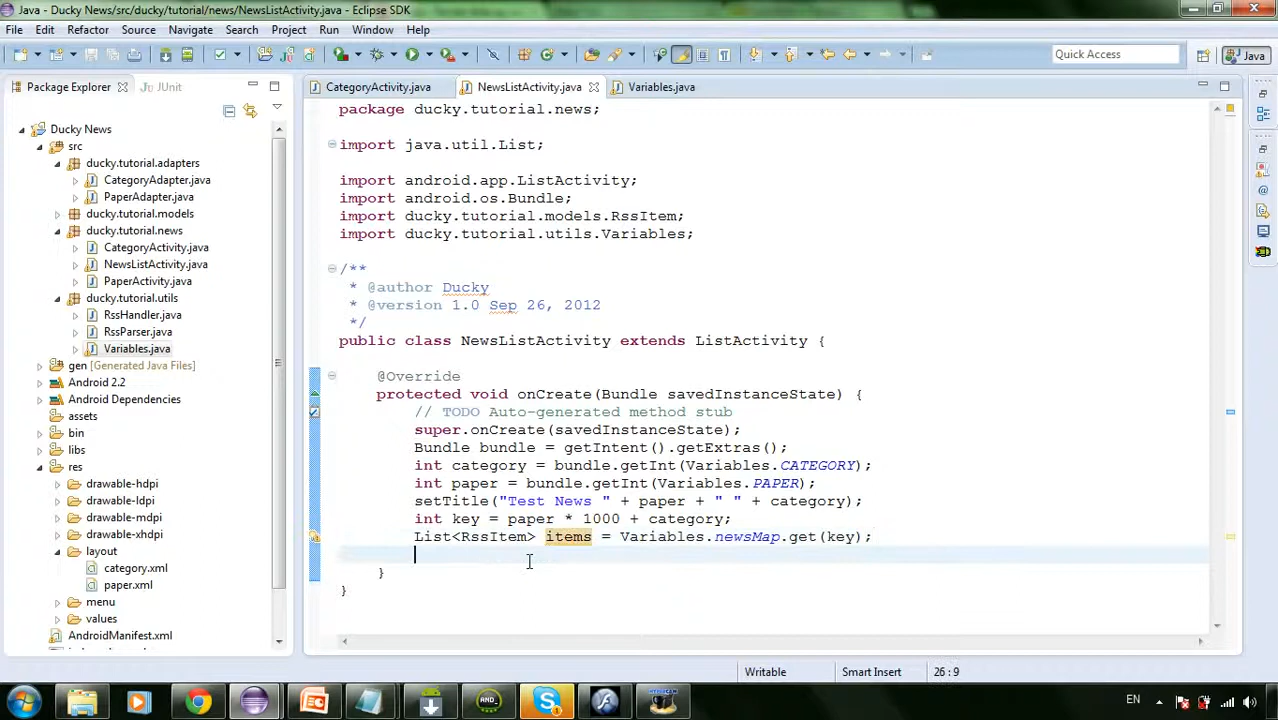 Java - Ducky News/src/ducky/tutorial/news/NewsListActivity.java - Eclipse SDK
File Edit Refactor Source Navigate Search Project Run Window Help
Quick Access
Java
Package Explorer
JUnit
CategoryActivity.java
NewsListActivity.java
Variables.java
Ducky News
src
ducky.tutorial.adapters
CategoryAdapter.java
PaperAdapter.java
ducky.tutorial.models
ducky.tutorial.news
CategoryActivity.java
NewsListActivity.java
PaperActivity.java
ducky.tutorial.utils
RssHandler.java
RssParser.java
Variables.java
gen [Generated Java Files]
Android 2.2
Android Dependencies
assets
bin
libs
res
drawable-hdpi
drawable-ldpi
drawable-mdpi
drawable-xhdpi
layout
category.xml
paper.xml
menu
values
AndroidManifest.xml
package ducky.tutorial.news;
import java.util.List;
import android.app.ListActivity;
import android.os.Bundle;
import ducky.tutorial.models.RssItem;
import ducky.tutorial.utils.Variables;
/**
* @author Ducky
* @version 1.0 Sep 26, 2012
*/
public class NewsListActivity extends ListActivity {
@Override
protected void onCreate(Bundle savedInstanceState) {
// TODO Auto-generated method stub
super.onCreate(savedInstanceState);
Bundle bundle = getIntent().getExtras();
int category = bundle.getInt(Variables.CATEGORY);
int paper = bundle.getInt(Variables.PAPER);
setTitle("Test News " + paper + " " + category);
int key = paper * 1000 + category;
List<RssItem> items = Variables.newsMap.get(key);
}
}
Writable
Smart Insert
26 : 9
EN